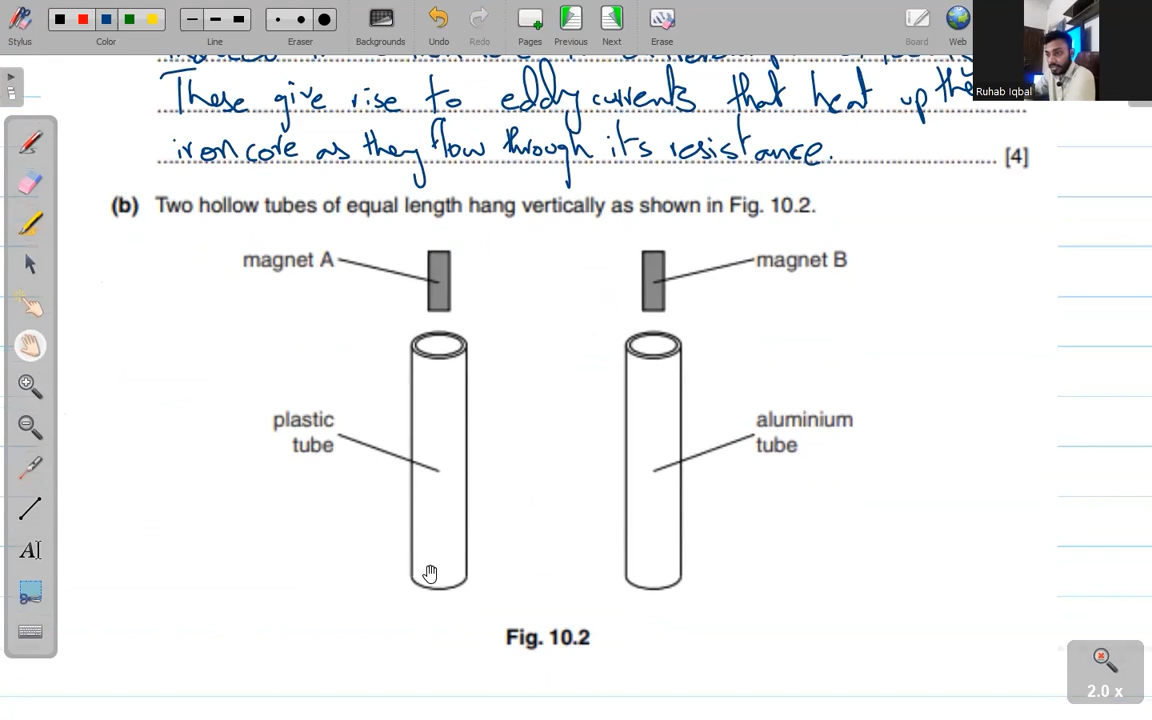 Stylus
Color
Line
Eraser
Backgrounds
Undo
Redo
Pages
Previous
Next
Erase
Board
Web
Ruhab Iqbal
These give rise to eddy currents that heat up the
iron core as they flow through its resistance. [4]
(b) Two hollow tubes of equal length hang vertically as shown in Fig. 10.2.
magnet A
magnet B
plastic
tube
aluminium
tube
Fig. 10.2
2.0 x